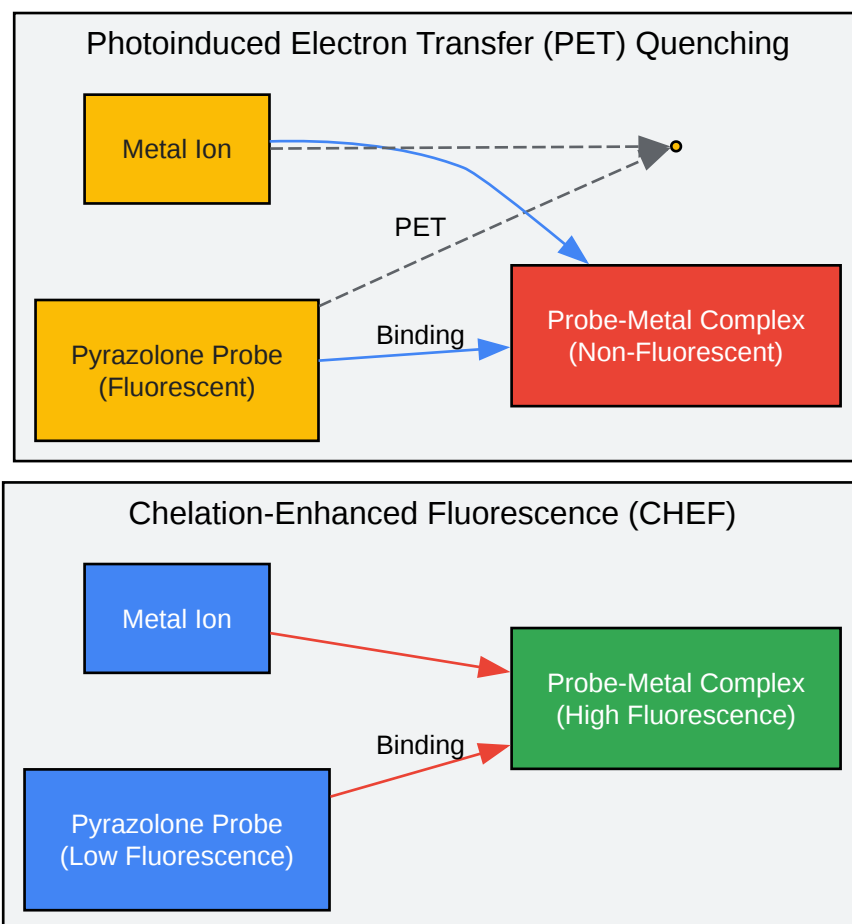 Photoinduced Electron Transfer (PET) Quenching
Metal Ion
PET
Pyrazolone Probe
(Fluorescent)
Binding
Probe-Metal Complex
(Non-Fluorescent)
Chelation-Enhanced Fluorescence (CHEF)
Metal Ion
Probe-Metal Complex
(High Fluorescence)
Binding
Pyrazolone Probe
(Low Fluorescence)